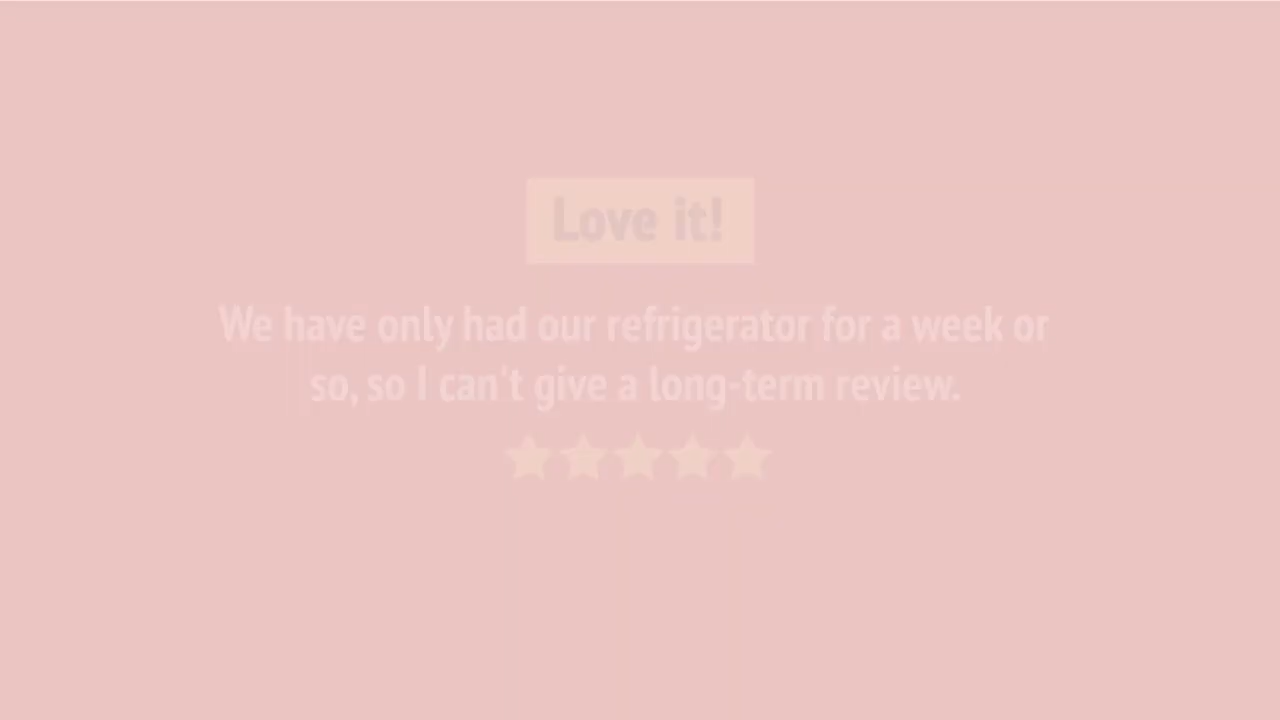 Love it!
We have only had our refrigerator for a week or
so, so I can't give a long-term review.